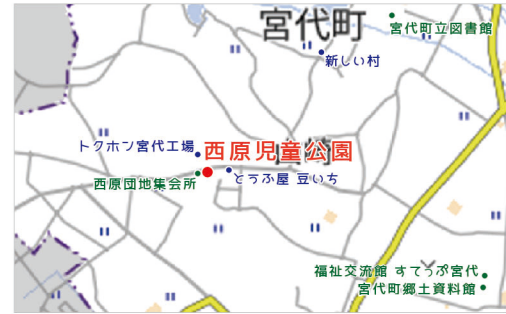 宮代町
宮代町立図書館
新しい村
トクホン宮代工場
西原児童公園
西原団地集会所
とうふ屋 豆いち
福祉交流館 すてっぷ宮代
宮代町郷土資料館